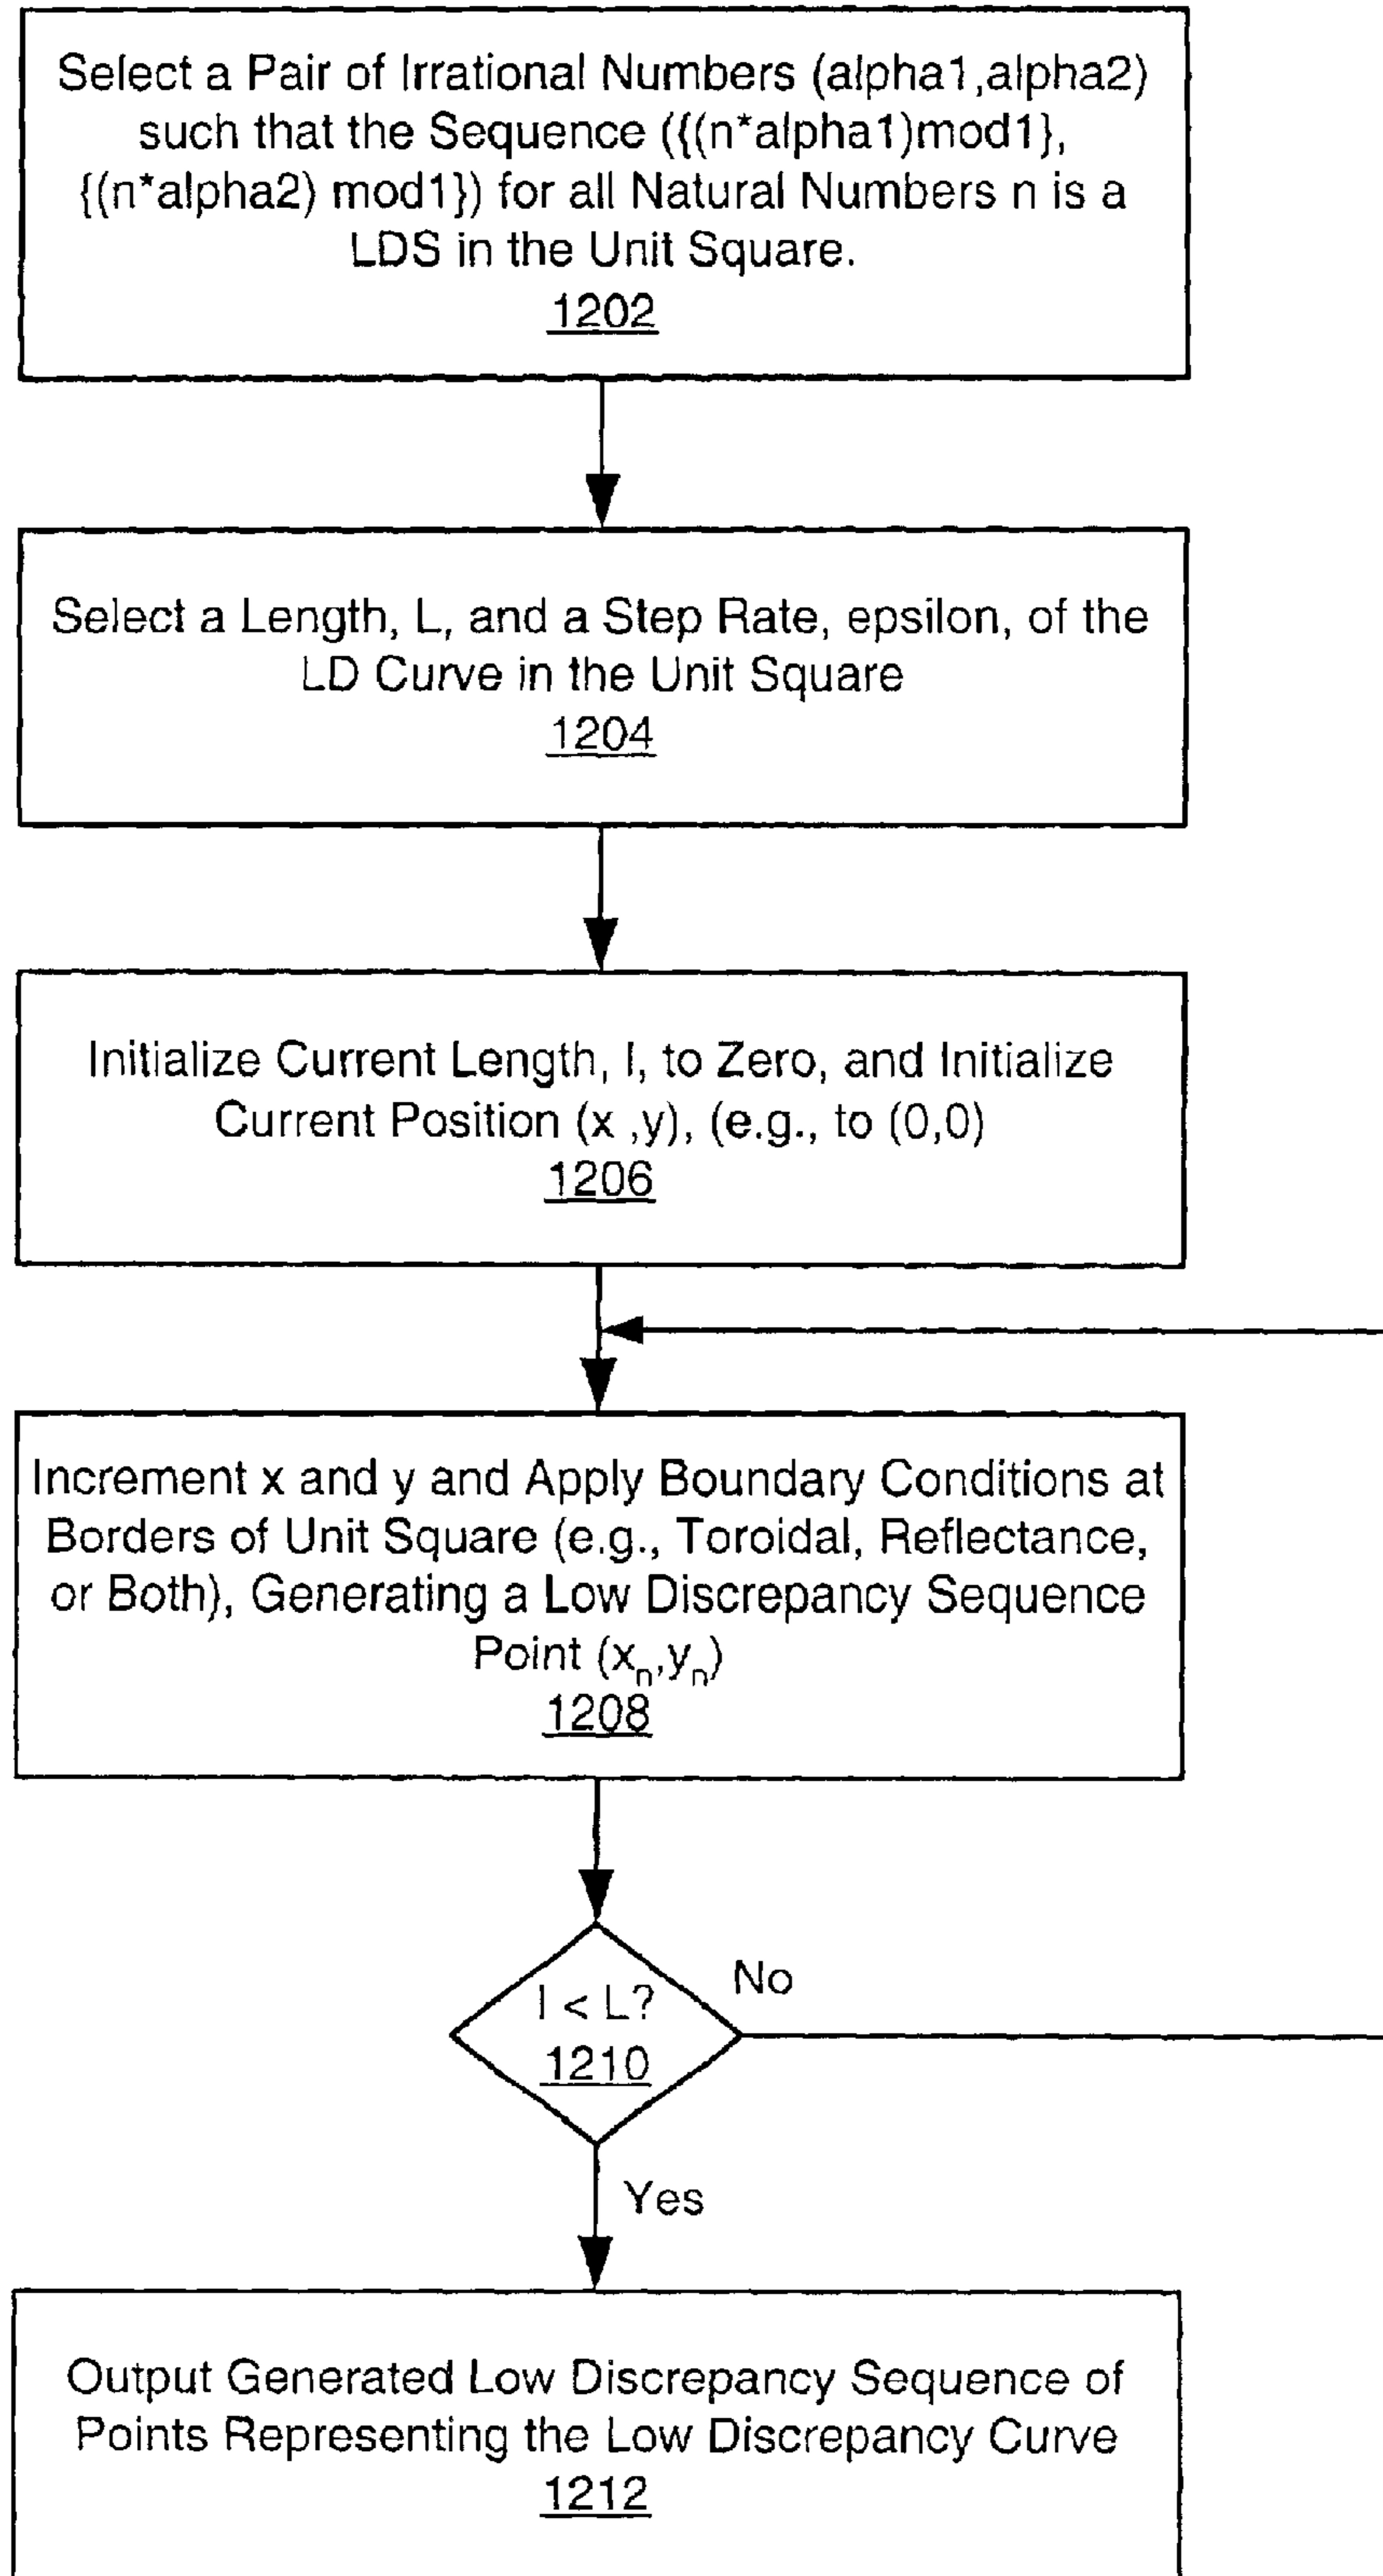 Select a Pair of Irrational Numbers (alpha1,alpha2)
such that the Sequence ({(n*alpha1)mod1},
{(n*alpha2) mod1}) for all Natural Numbers n is a
LDS in the Unit Square.
1202
Select a Length, L, and a Step Rate, epsilon, of the
LD Curve in the Unit Square
1204
Initialize Current Length, l, to Zero, and Initialize
Current Position (x ,y), (e.g., to (0,0)
1206
Increment x and y and Apply Boundary Conditions at
Borders of Unit Square (e.g., Toroidal, Reflectance,
or Both), Generating a Low Discrepancy Sequence
Point (xₙ,yₙ)
1208
l < L?
1210
No
Yes
Output Generated Low Discrepancy Sequence of
Points Representing the Low Discrepancy Curve
1212